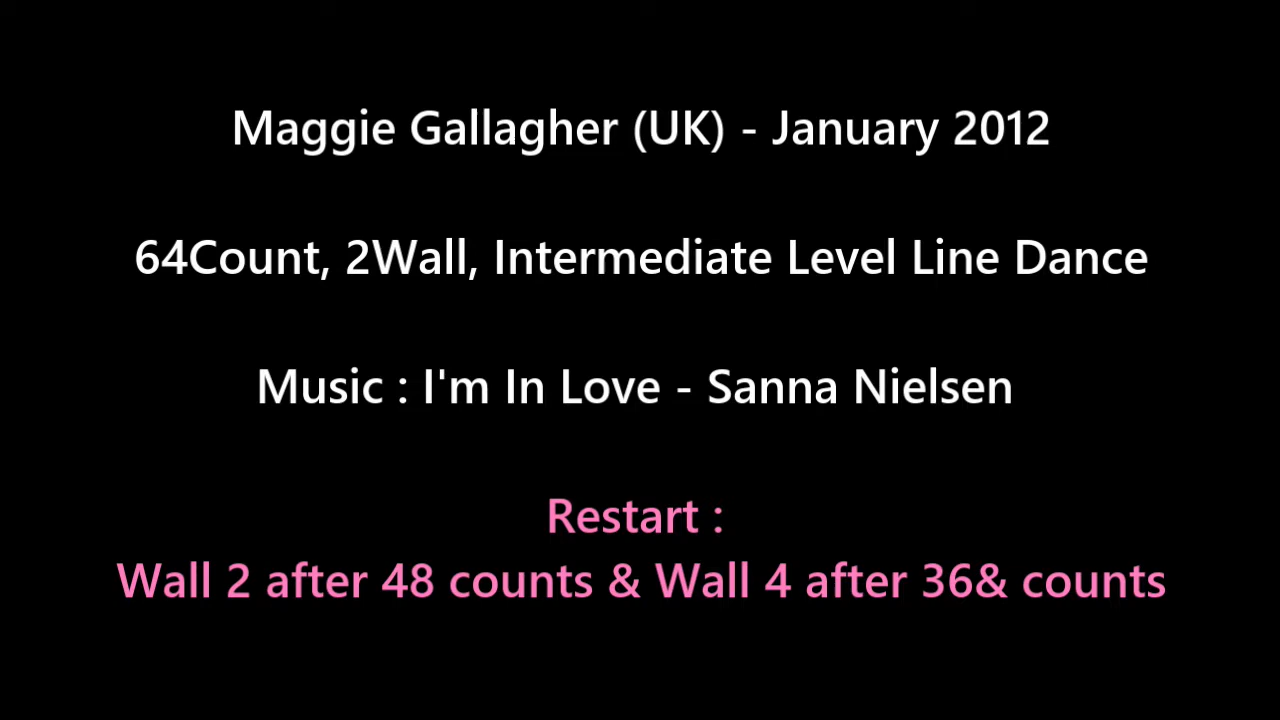 Maggie Gallagher (UK) - January 2012
64Count, 2Wall, Intermediate Level Line Dance
Music : I'm In Love - Sanna Nielsen
Restart :
Wall 2 after 48 counts & Wall 4 after 36& counts